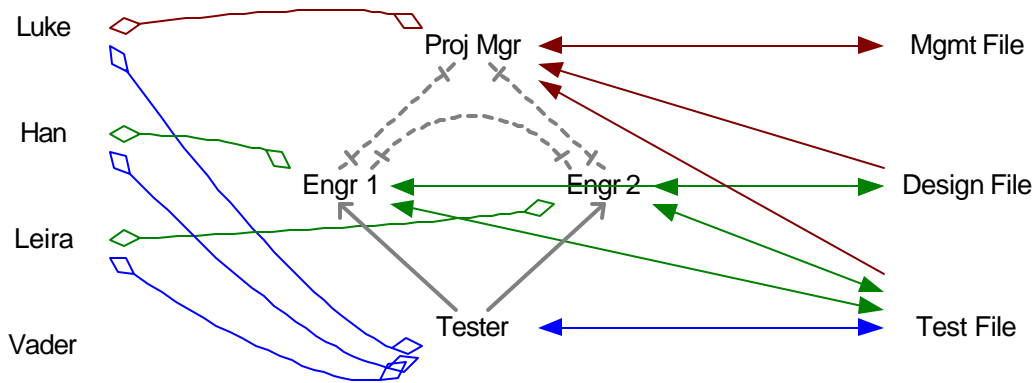 Luke
Proj Mgr
Mgmt File
Han
Engr 1
Engr 2
Design File
Leira
Vader
Tester
Test File